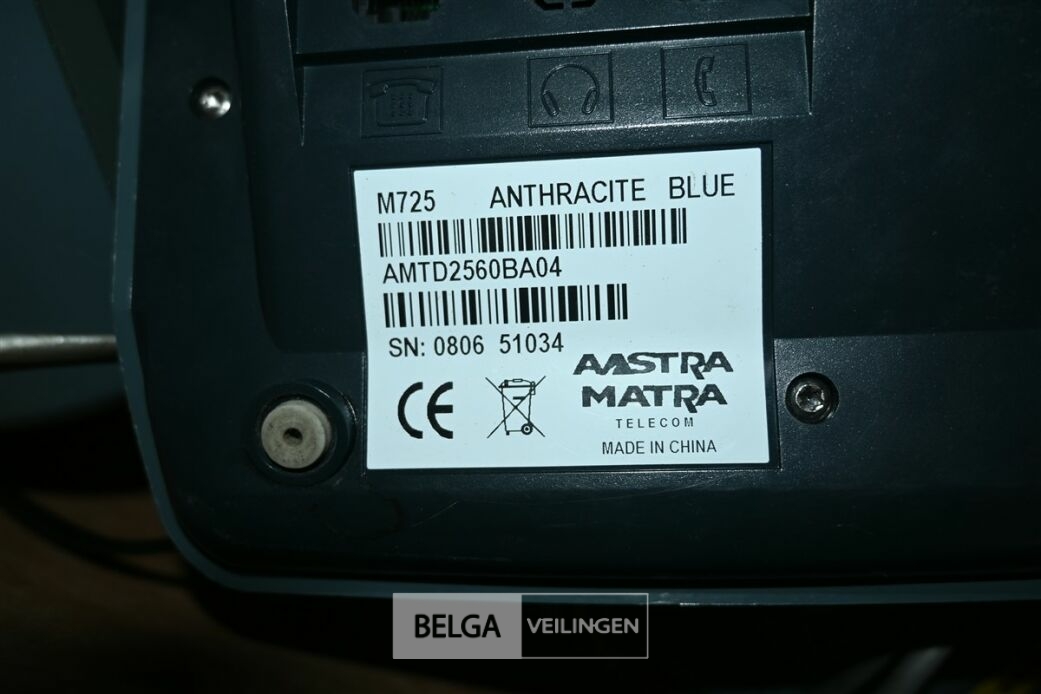 M725 ANTHRACITE BLUE
AMTD2560BA04
SN: 0806 51034
CE
AASTRA
MATRA
TELECOM
MADE IN CHINA
BELGA VEILINGEN